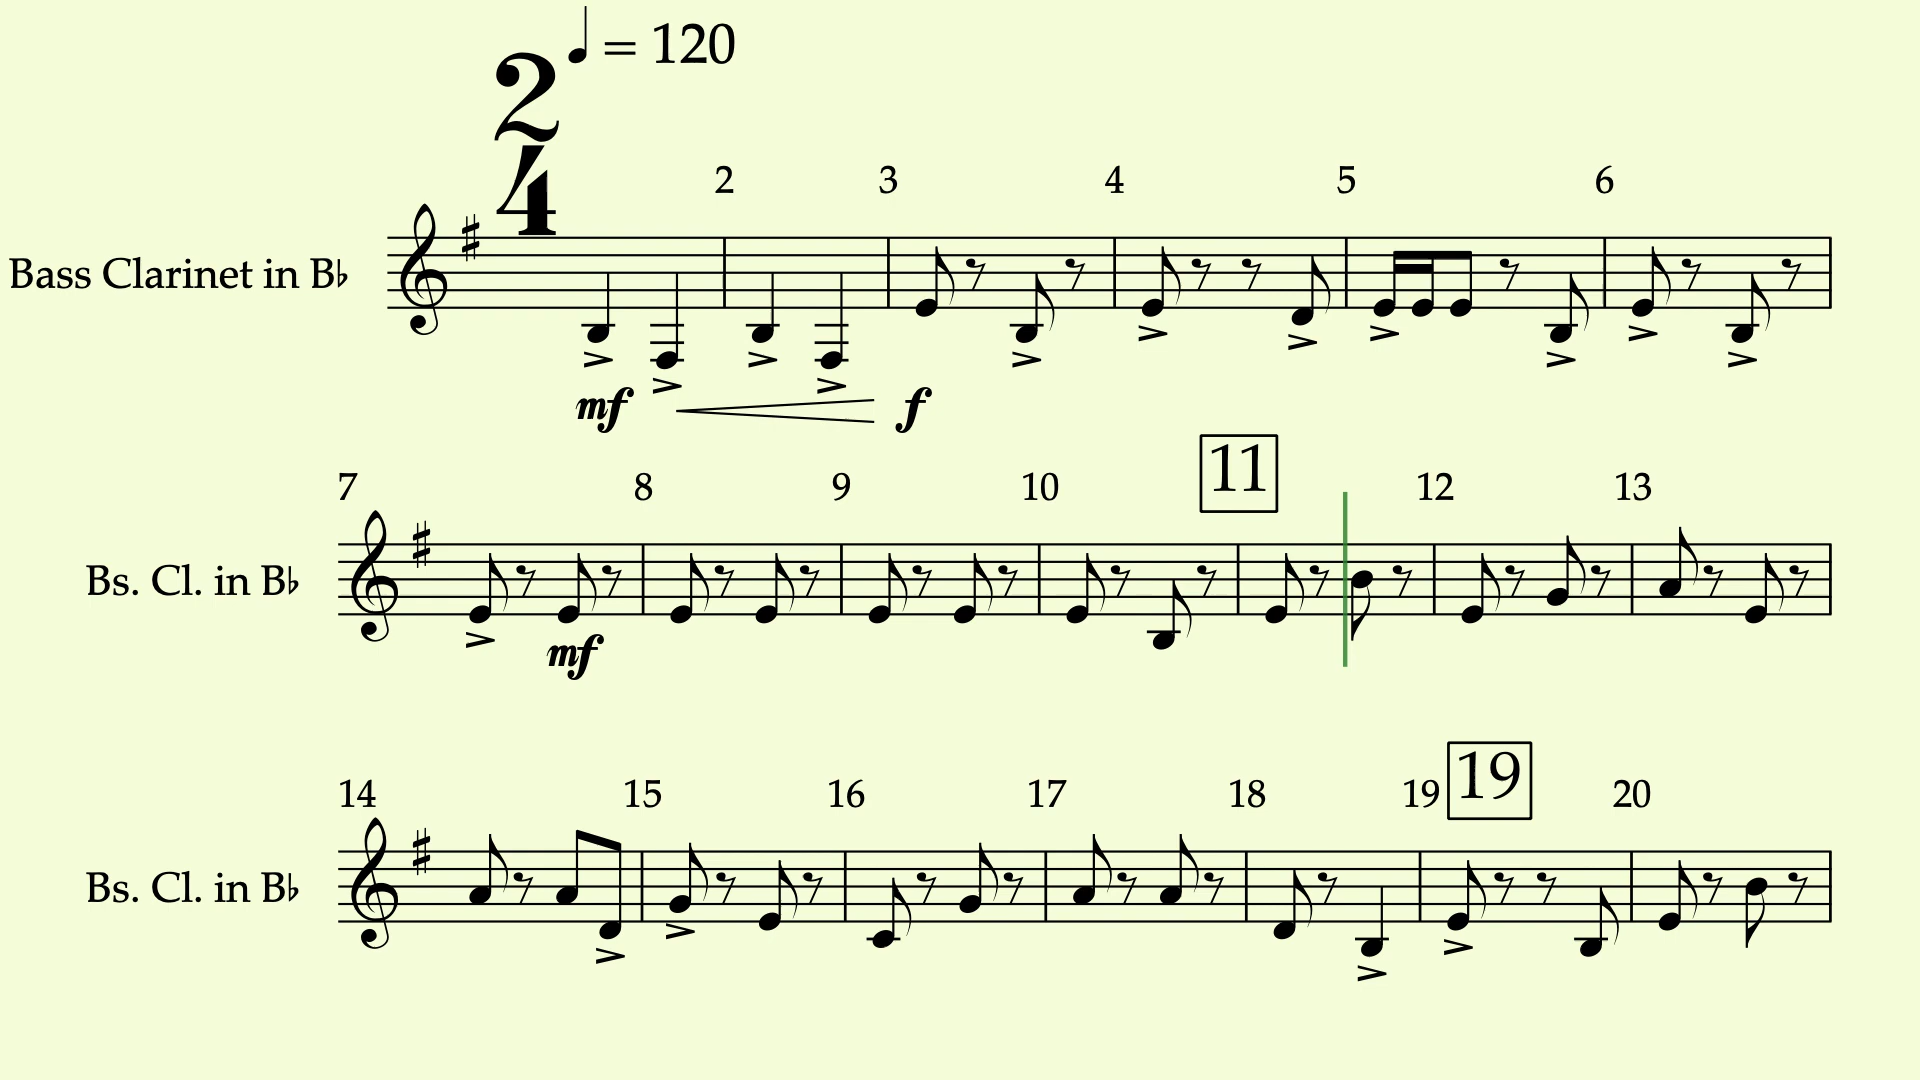 ♩ = 120
2
4
2 3 4 5 6
Bass Clarinet in B♭
mf f
11
7 8 9 10 12 13
Bs. Cl. in B♭
mf
19
14 15 16 17 18 19 20
Bs. Cl. in B♭